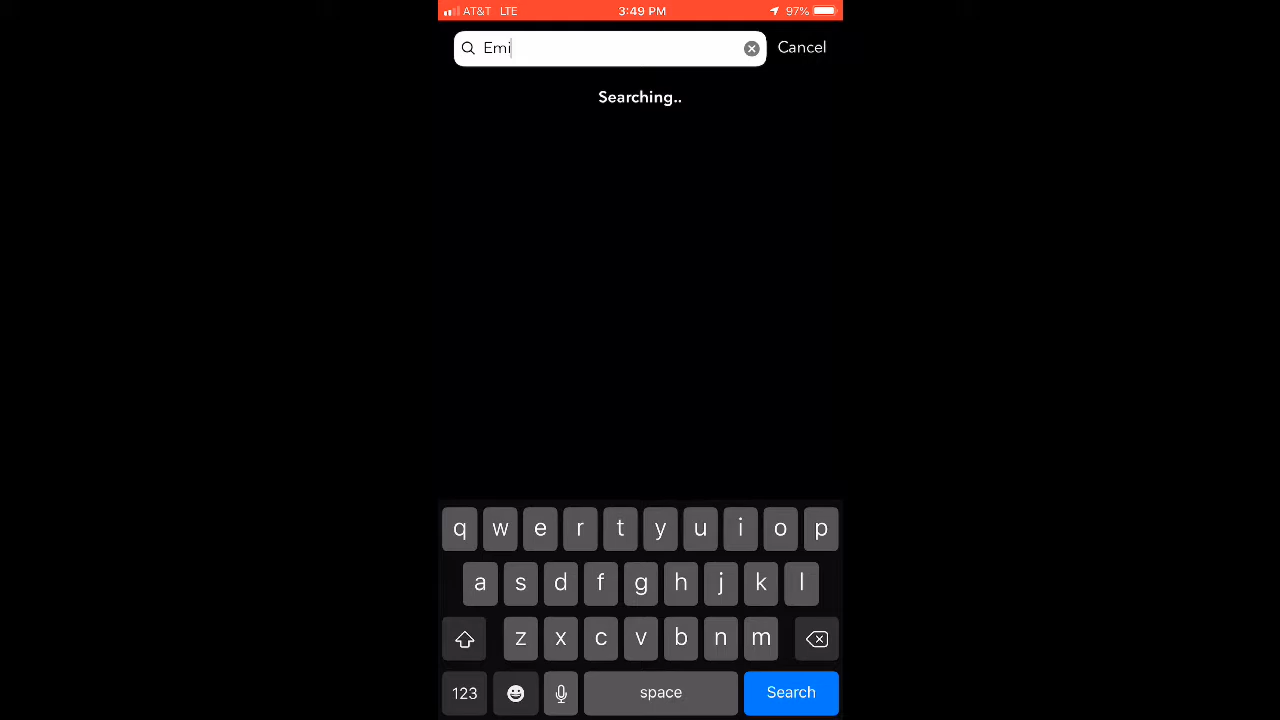 AT&T LTE 3:49 PM 97%
Emi Cancel
Searching..
q w e r t y u i o p
a s d f g h j k l
z x c v b n m
123 space Search